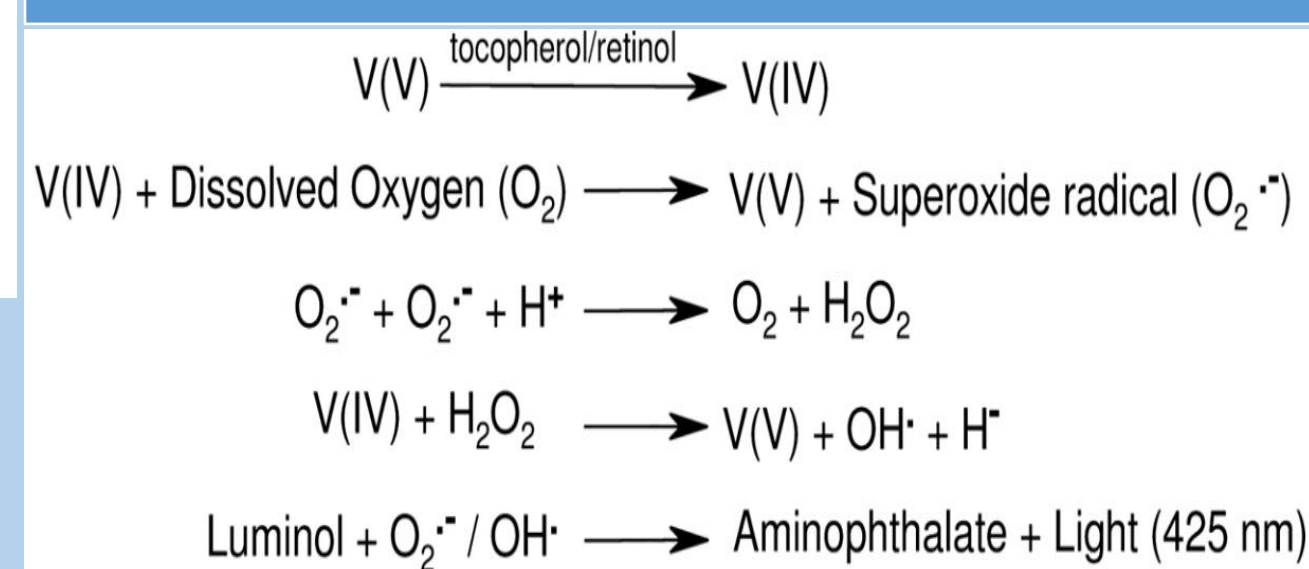 V(V) tocopherol/retinol ⟶ V(IV)
V(IV) + Dissolved Oxygen (O₂) ⟶ V(V) + Superoxide radical (O₂·⁻)
O₂·⁻ + O₂·⁻ + H⁺ ⟶ O₂ + H₂O₂
V(IV) + H₂O₂ ⟶ V(V) + OH· + H⁻
Luminol + O₂·⁻ / OH· ⟶ Aminophthalate + Light (425 nm)